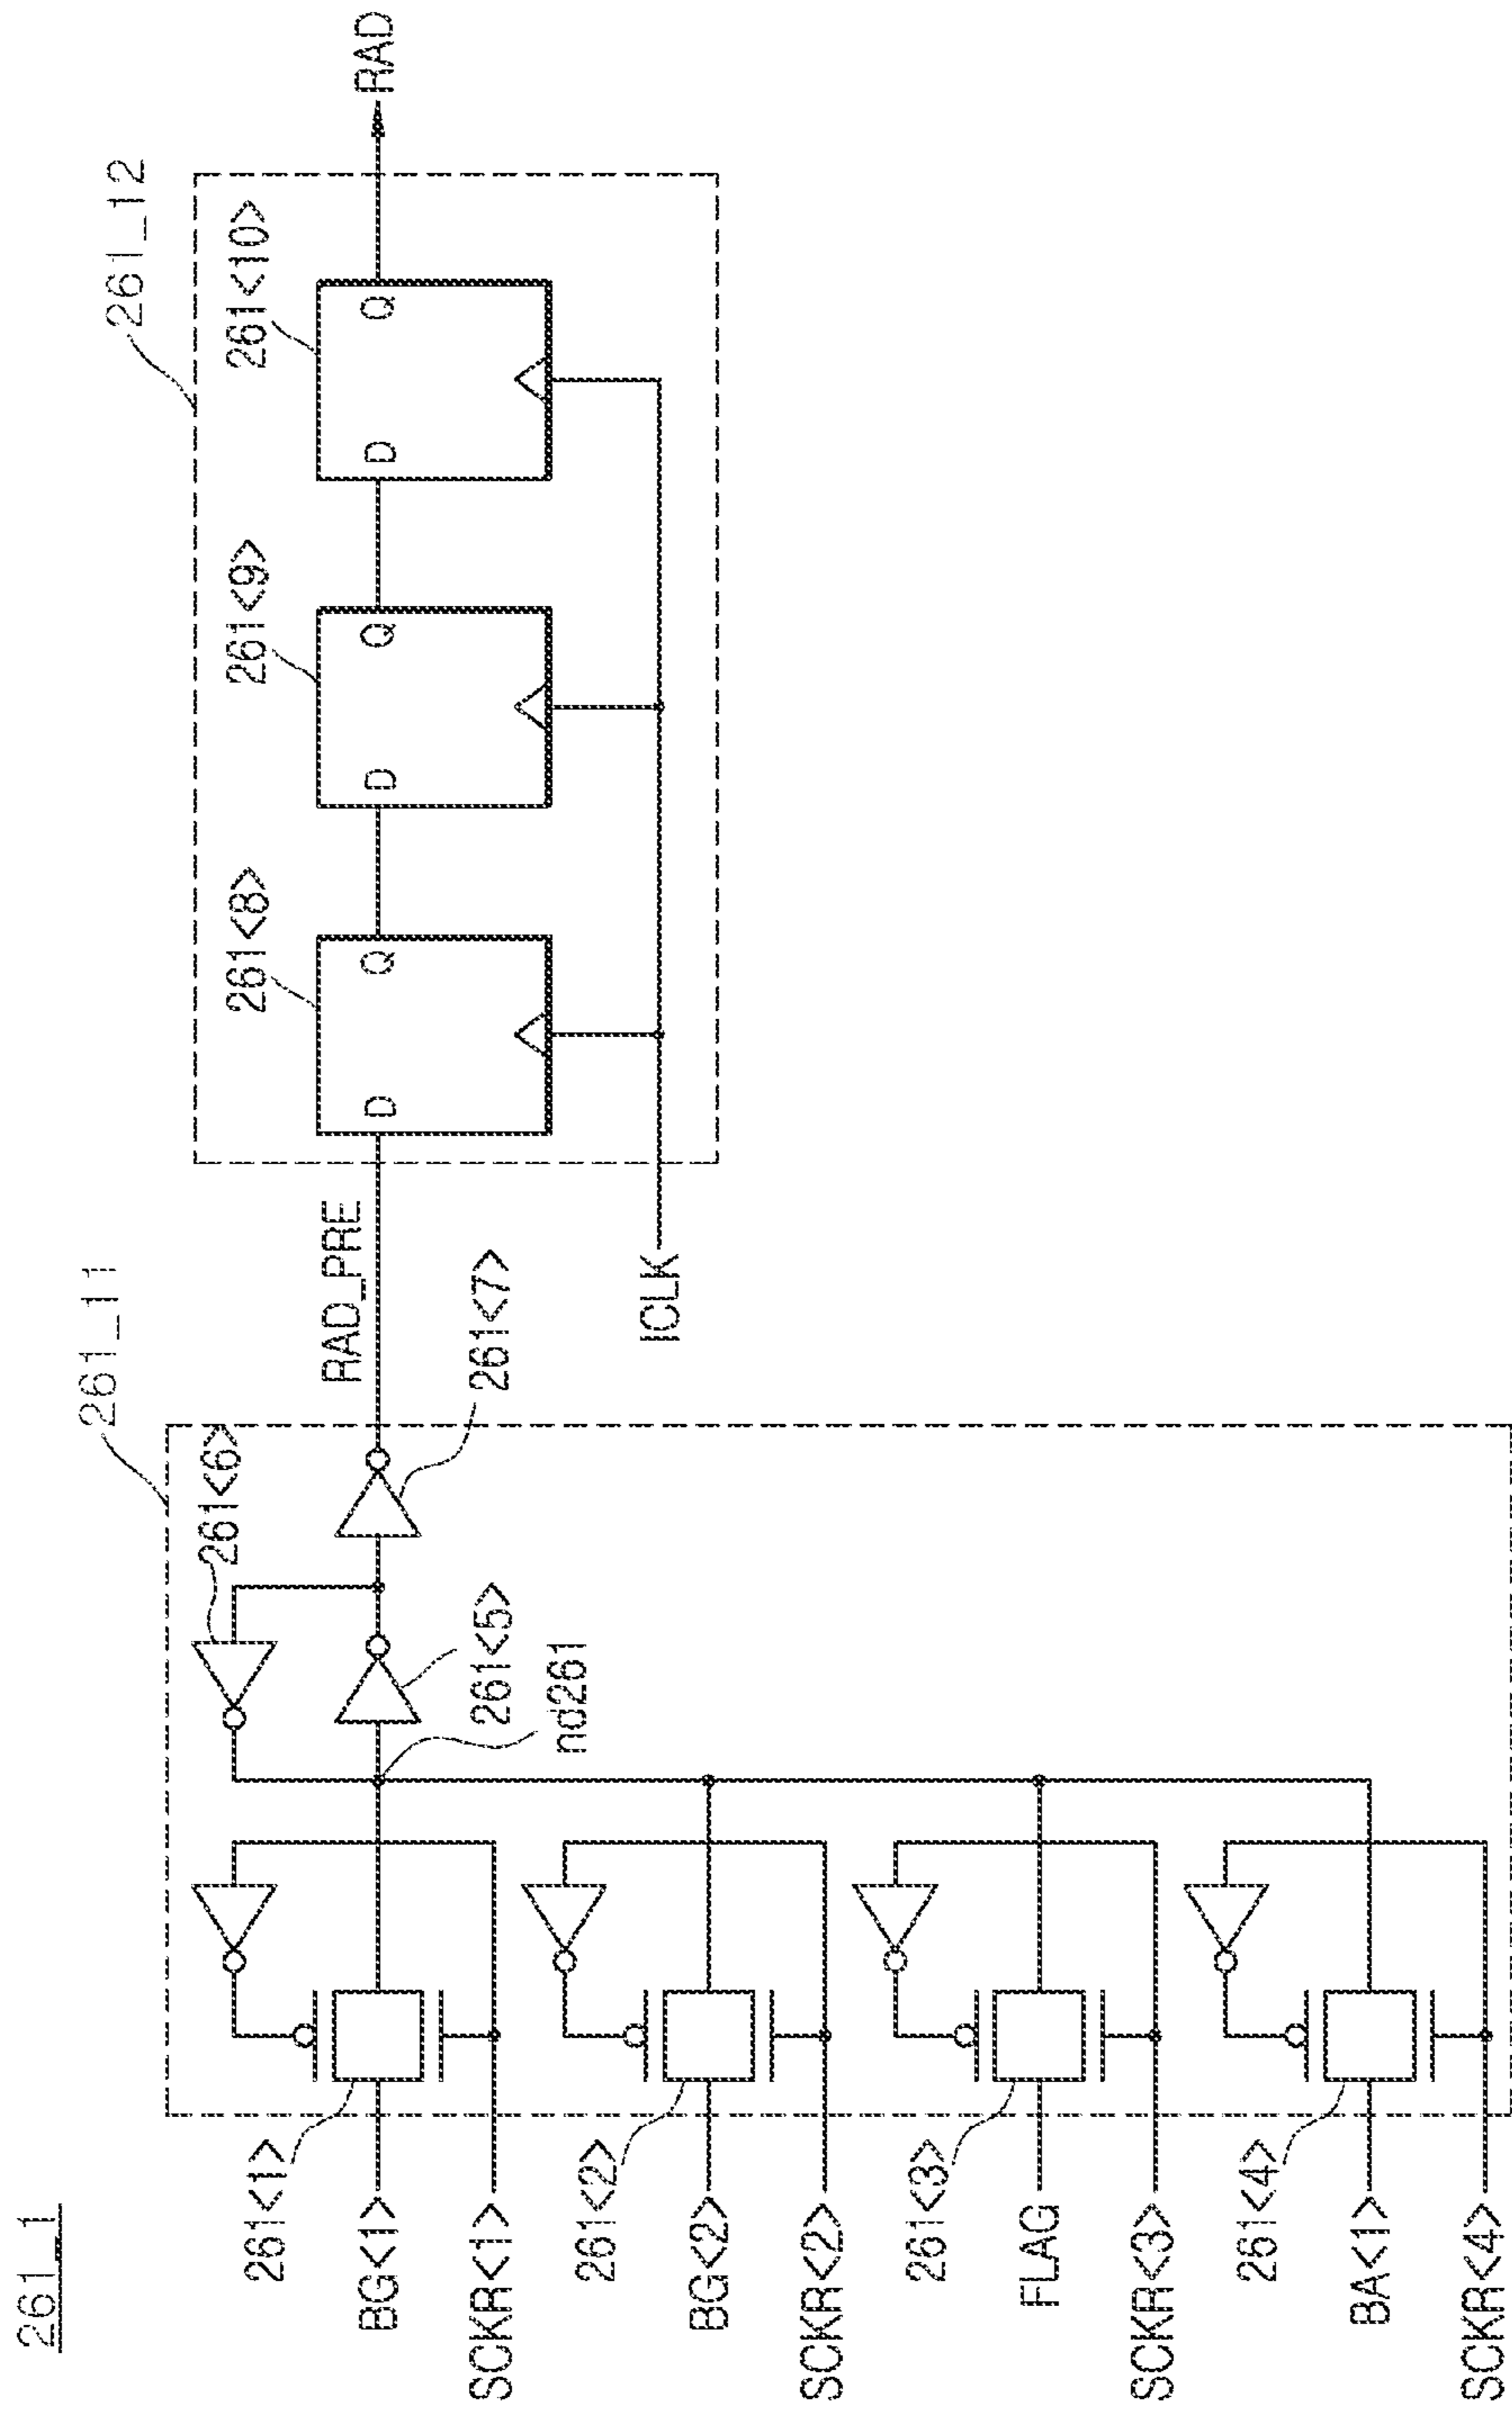 261_1
261_11
261_12
261<1>
BG<1>
SCKR<1>
261<2>
BG<2>
SCKR<2>
261<3>
FLAG
SCKR<3>
261<4>
BA<1>
SCKR<4>
261<6>
261<5>
nd261
261<7>
RAD_PRE
ICLK
261<8>
D
Q
261<9>
D
Q
261<10>
D
Q
RAD